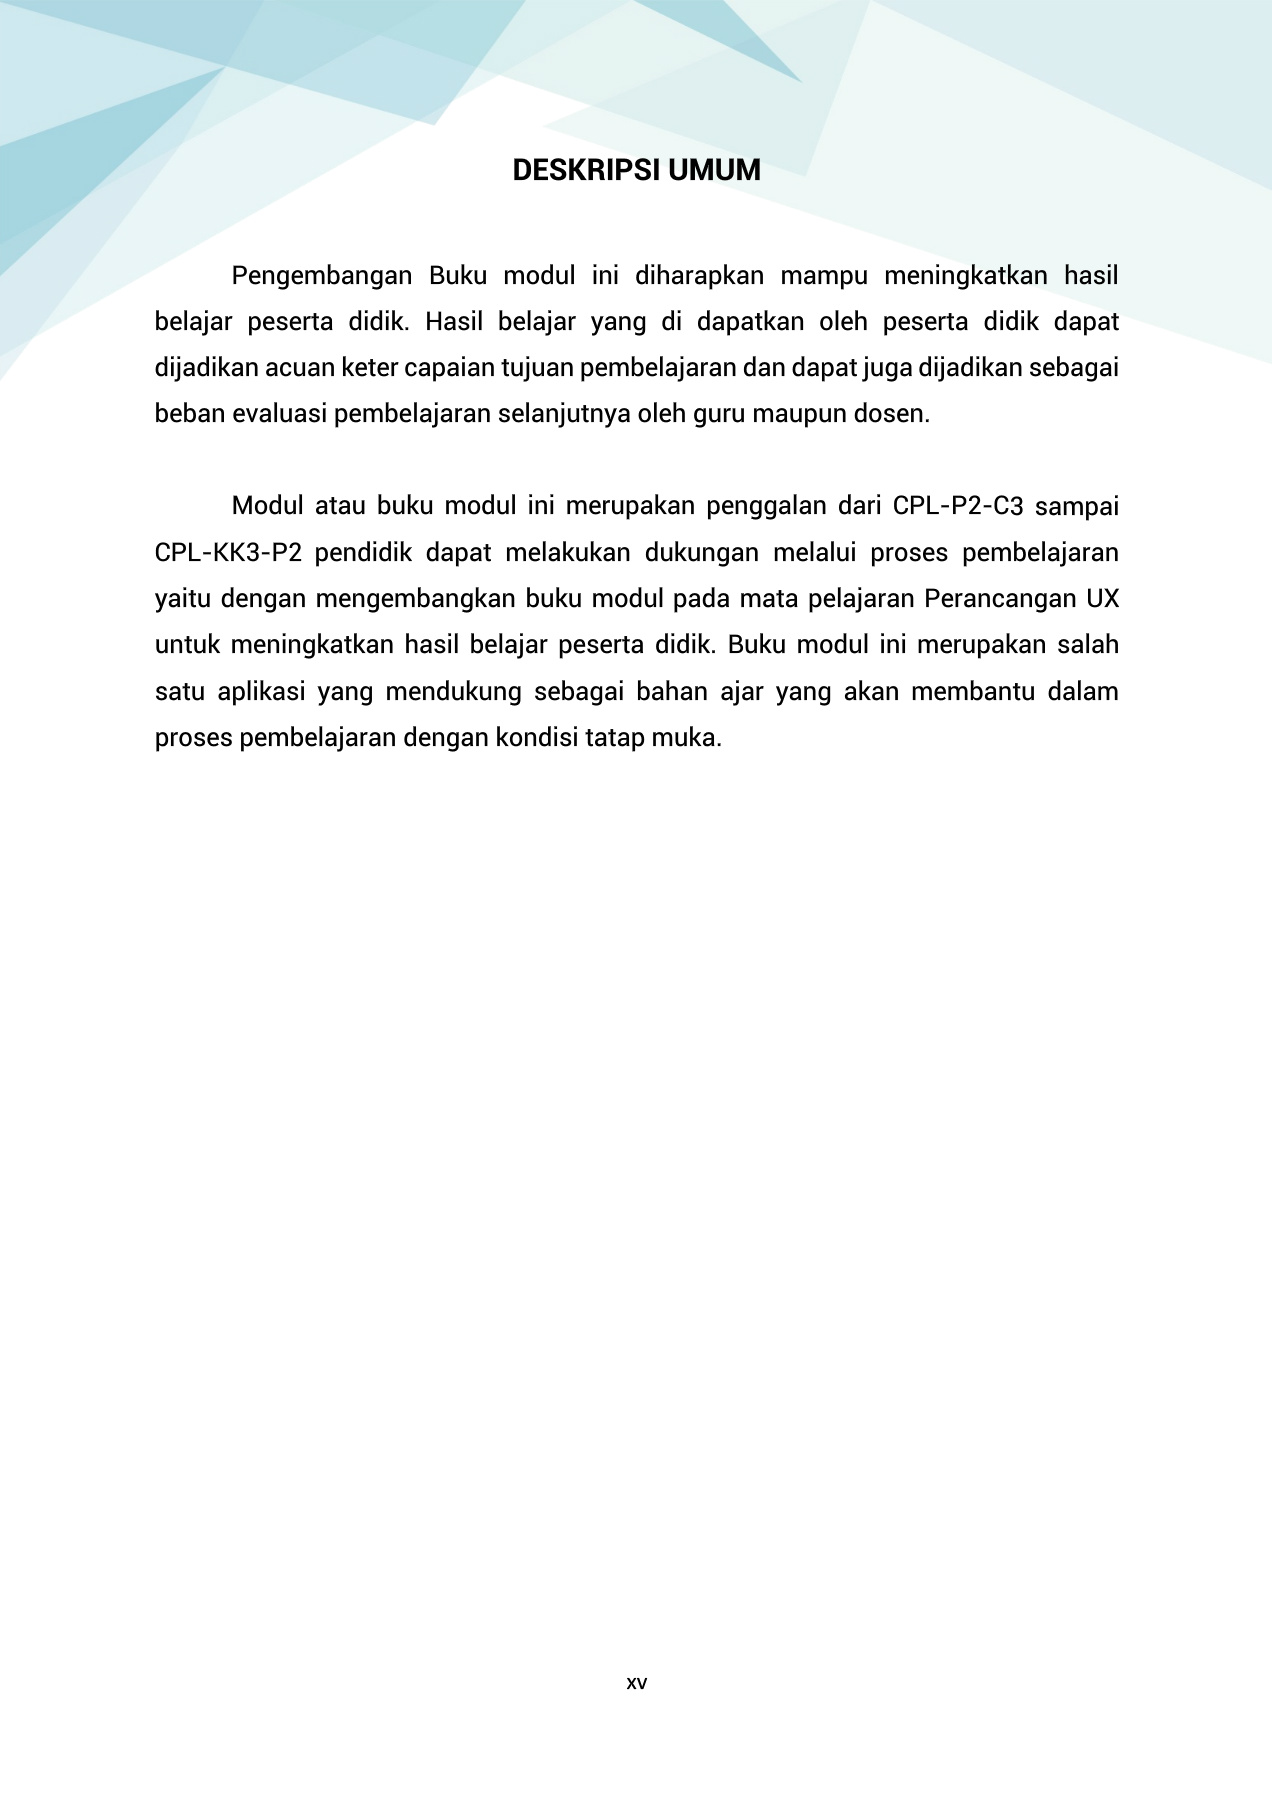 DESKRIPSI UMUM
Pengembangan Buku modul ini diharapkan mampu meningkatkan hasil
belajar peserta didik. Hasil belajar yang di dapatkan oleh peserta didik dapat
dijadikan acuan keter capaian tujuan pembelajaran dan dapat juga dijadikan sebagai
beban evaluasi pembelajaran selanjutnya oleh guru maupun dosen.
Modul atau buku modul ini merupakan penggalan dari CPL-P2-C3 sampai
CPL-KK3-P2 pendidik dapat melakukan dukungan melalui proses pembelajaran
yaitu dengan mengembangkan buku modul pada mata pelajaran Perancangan UX
untuk meningkatkan hasil belajar peserta didik. Buku modul ini merupakan salah
satu aplikasi yang mendukung sebagai bahan ajar yang akan membantu dalam
proses pembelajaran dengan kondisi tatap muka.
xv